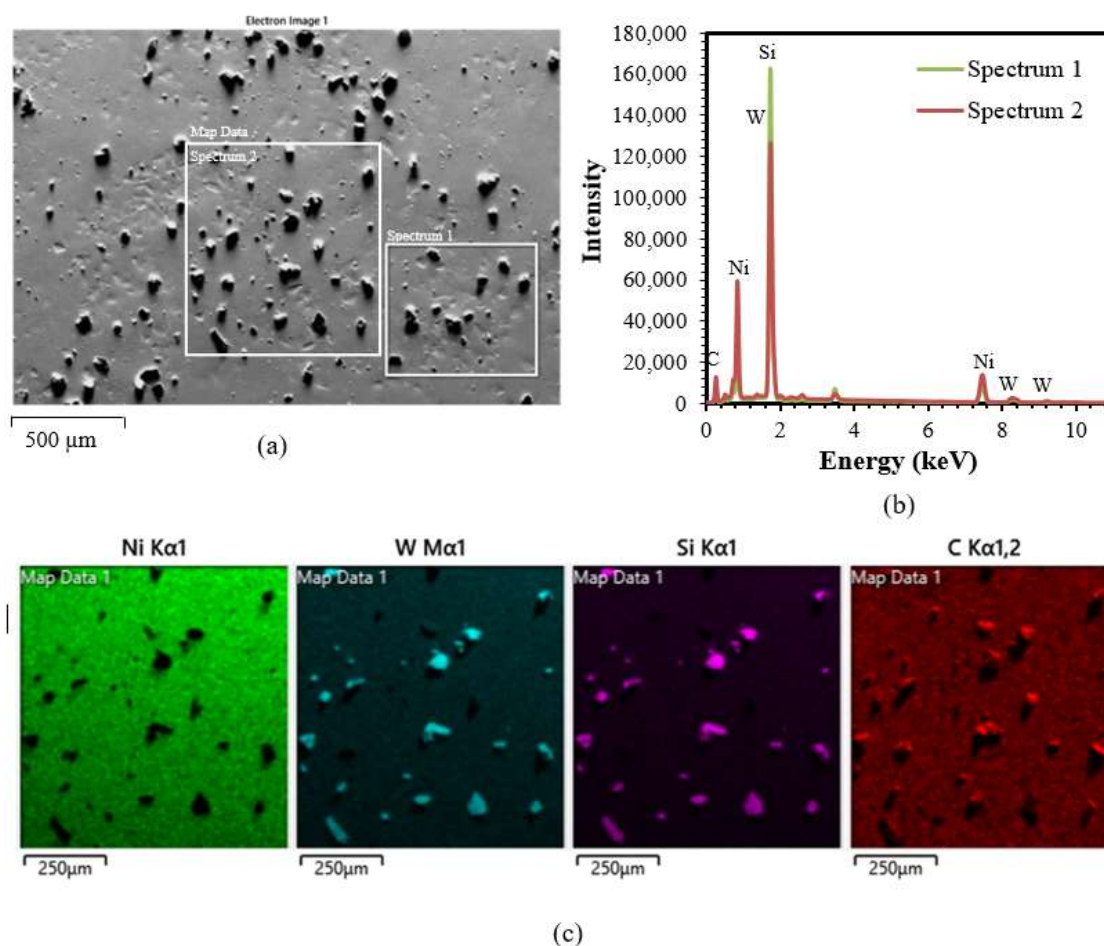 Electron Image 1
Map Data
Spectrum 2
Spectrum 1
500 μm
(a)
180,000
160,000
140,000
120,000
100,000
80,000
60,000
40,000
20,000
0
Intensity
Si
W
Ni
C
Ni
W
W
Spectrum 1
Spectrum 2
0 2 4 6 8 10
Energy (keV)
(b)
Ni Kα1 W Mα1 Si Kα1 C Kα1,2
Map Data 1 Map Data 1 Map Data 1 Map Data 1
250μm 250μm 250μm 250μm
(c)